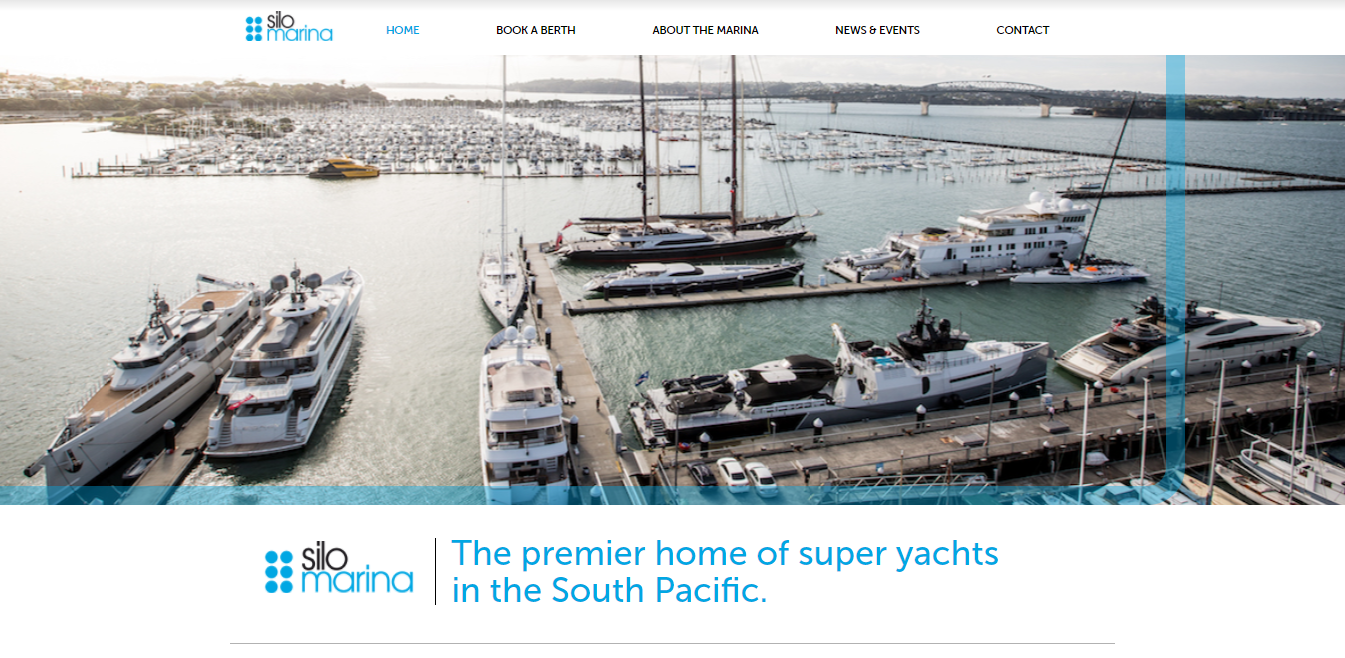 silo
marina
HOME
BOOK A BERTH
ABOUT THE MARINA
NEWS & EVENTS
CONTACT
silo
marina
The premier home of super yachts
in the South Pacific.